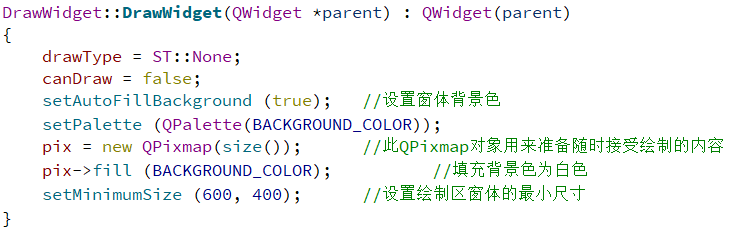 DrawWidget::DrawWidget(QWidget *parent) : QWidget(parent)
{
    drawType = ST::None;
    canDraw = false;
    setAutoFillBackground (true);   //设置窗体背景色
    setPalette (QPalette(BACKGROUND_COLOR));
    pix = new QPixmap(size());      //此QPixmap对象用来准备随时接受绘制的内容
    pix->fill (BACKGROUND_COLOR);           //填充背景色为白色
    setMinimumSize (600, 400);      //设置绘制区窗体的最小尺寸
}